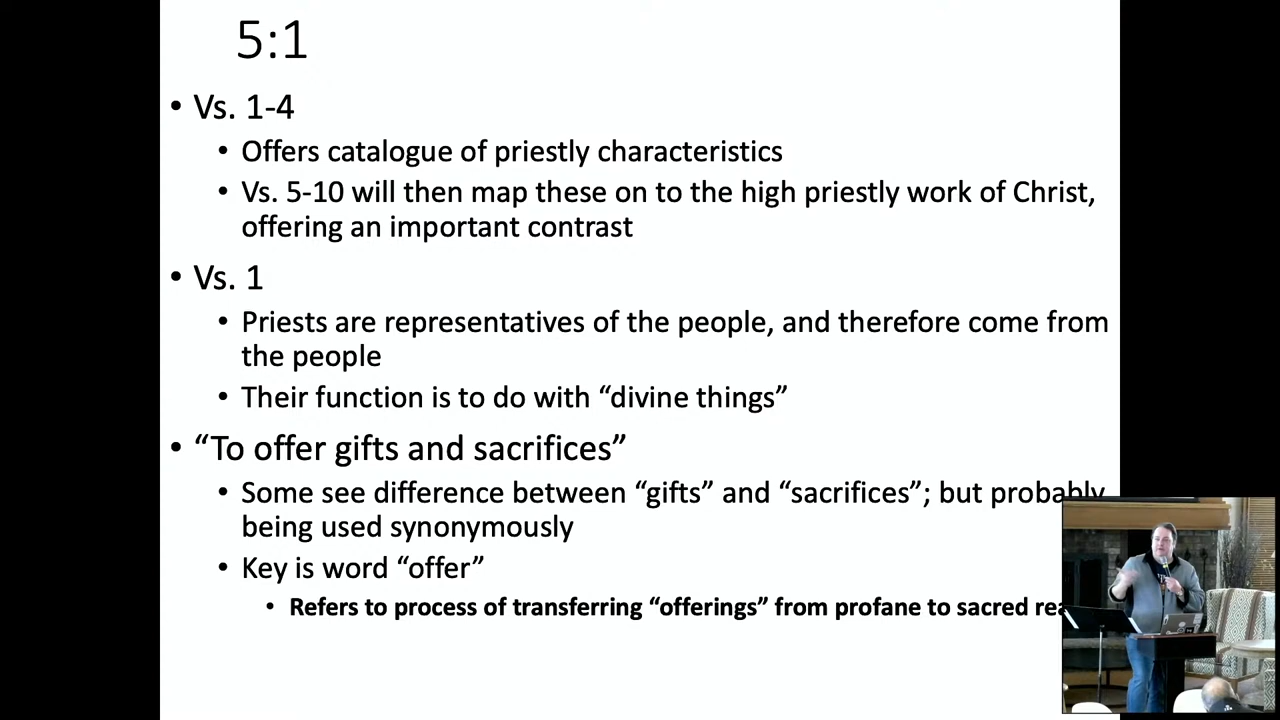 5:1
• Vs. 1-4
• Offers catalogue of priestly characteristics
• Vs. 5-10 will then map these on to the high priestly work of Christ,
offering an important contrast
• Vs. 1
• Priests are representatives of the people, and therefore come from
the people
• Their function is to do with “divine things”
• “To offer gifts and sacrifices”
• Some see difference between “gifts” and “sacrifices”; but probably
being used synonymously
• Key is word “offer”
• Refers to process of transferring “offerings” from profane to sacred